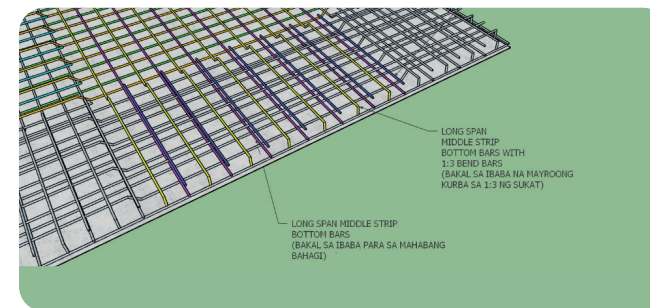 LONG SPAN
MIDDLE STRIP
BOTTOM BARS WITH
1:3 BEND BARS
(BAKAL SA IBABA NA MAYROONG
KURBA SA 1:3 NG SUKAT)
LONG SPAN MIDDLE STRIP
BOTTOM BARS
(BAKAL SA IBABA PARA SA MAHABANG
BAHAGI)